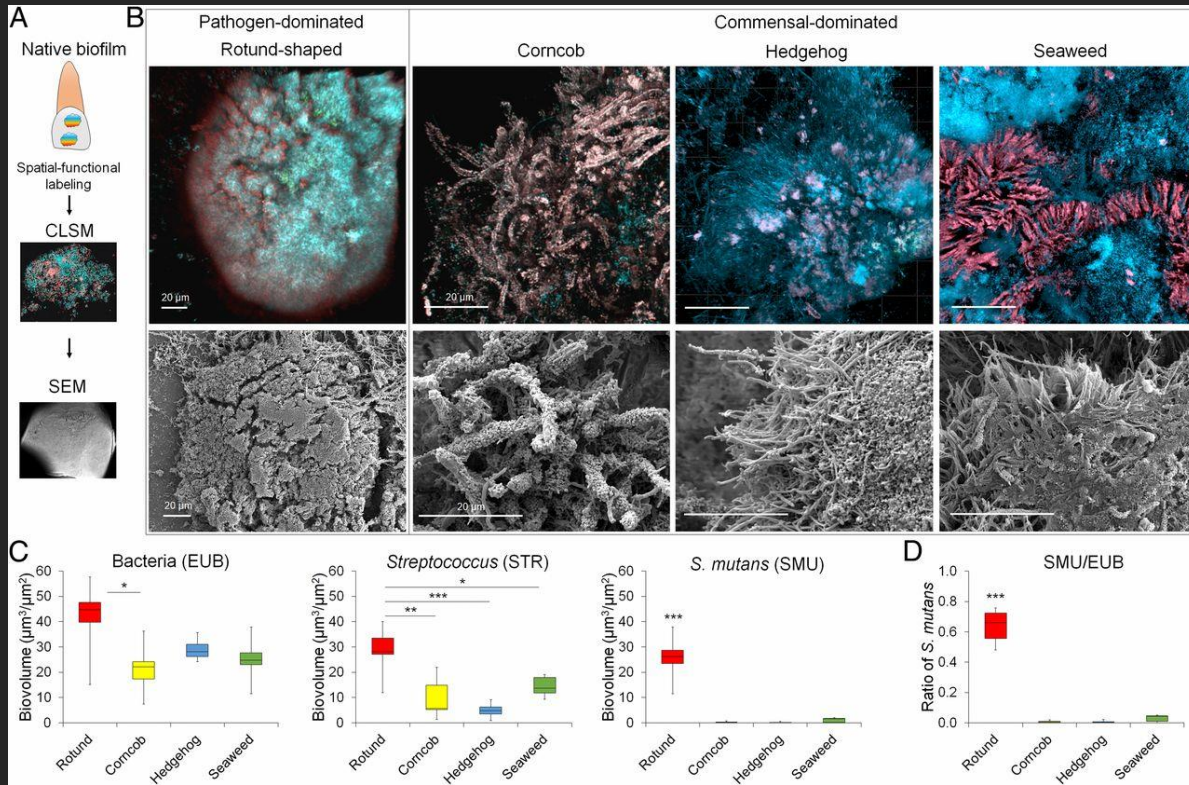 A
Native biofilm
Spatial-functional
labeling
CLSM
SEM
B
Pathogen-dominated
Commensal-dominated
Rotund-shaped
Corncob
Hedgehog
Seaweed
20 µm
20 µm
20 µm
20 µm
C
Bacteria (EUB)
Biovolume (µm³/µm²)
60
50
40
30
20
10
0
*
Rotund
Corncob
Hedgehog
Seaweed
Streptococcus (STR)
Biovolume (µm³/µm²)
60
50
40
30
20
10
0
*
***
**
Rotund
Corncob
Hedgehog
Seaweed
S. mutans (SMU)
Biovolume (µm³/µm²)
60
50
40
30
20
10
0
***
Rotund
Corncob
Hedgehog
Seaweed
D
SMU/EUB
Ratio of S. mutans
1.0
0.8
0.6
0.4
0.2
0.0
***
Rotund
Corncob
Hedgehog
Seaweed